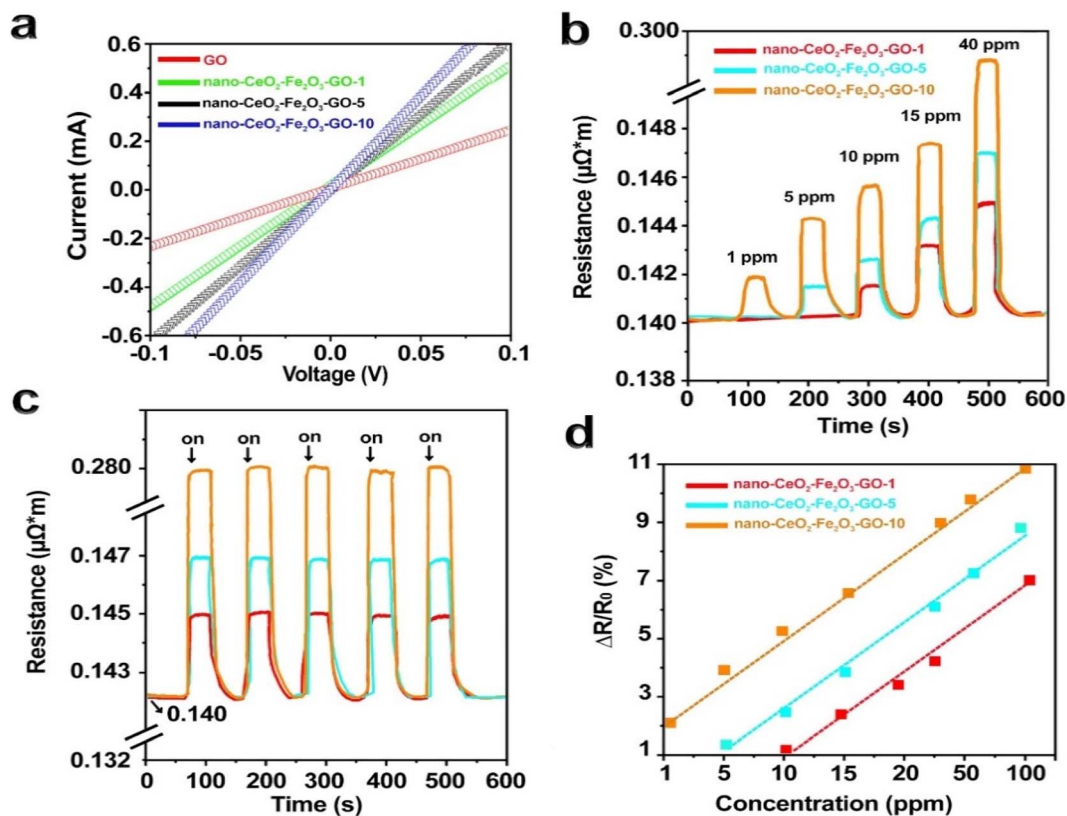 a
0.6
0.4
0.2
0.0
-0.2
-0.4
-0.6
Current (mA)
GO
nano-CeO₂-Fe₂O₃-GO-1
nano-CeO₂-Fe₂O₃-GO-5
nano-CeO₂-Fe₂O₃-GO-10
-0.1 -0.05 0.0 0.05 0.1
Voltage (V)
b
0.300
0.148
0.146
0.144
0.142
0.140
0.138
Resistance (μΩ*m)
nano-CeO₂-Fe₂O₃-GO-1
nano-CeO₂-Fe₂O₃-GO-5
nano-CeO₂-Fe₂O₃-GO-10
40 ppm
15 ppm
10 ppm
5 ppm
1 ppm
0 100 200 300 400 500 600
Time (s)
c
on on on on on
0.280
0.147
0.145
0.143
0.132
Resistance (μΩ*m)
0.140
0 100 200 300 400 500 600
Time (s)
d
11
9
7
5
3
1
ΔR/R₀ (%)
nano-CeO₂-Fe₂O₃-GO-1
nano-CeO₂-Fe₂O₃-GO-5
nano-CeO₂-Fe₂O₃-GO-10
1 5 10 15 20 50 100
Concentration (ppm)